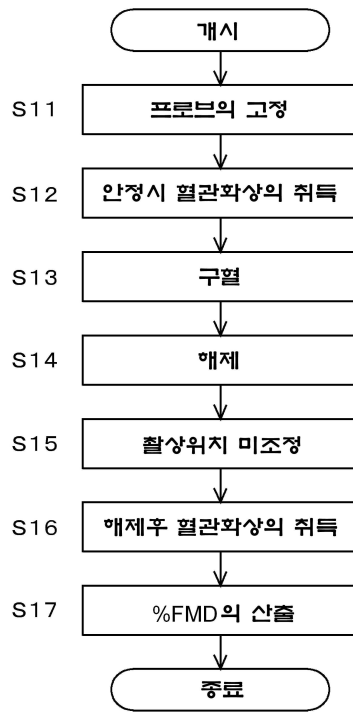 개시
S11 프로브의 고정
S12 안정시 혈관화상의 취득
S13 구혈
S14 해제
S15 촬상위치 미조정
S16 해제후 혈관화상의 취득
S17 %FMD의 산출
종료